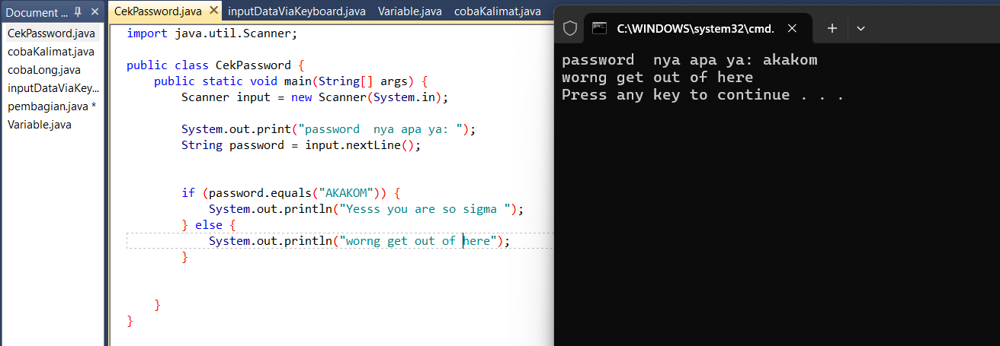 Document ...
CekPassword.java
cobaKalimat.java
cobaLong.java
inputDataViaKey...
pembagian.java *
Variable.java
CekPassword.java inputDataViaKeyboard.java Variable.java cobaKalimat.java
import java.util.Scanner;
public class CekPassword {
public static void main(String[] args) {
Scanner input = new Scanner(System.in);
System.out.print("password  nya apa ya: ");
String password = input.nextLine();
if (password.equals("AKAKOM")) {
System.out.println("Yesss you are so sigma ");
} else {
System.out.println("worng get out of here");
}
}
}
C:\WINDOWS\system32\cmd.
password  nya apa ya: akakom
worng get out of here
Press any key to continue . . .